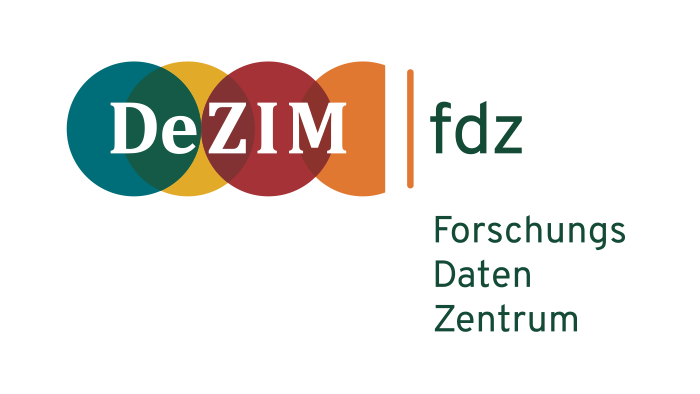 DeZIM
fdz
Forschungs
Daten
Zentrum